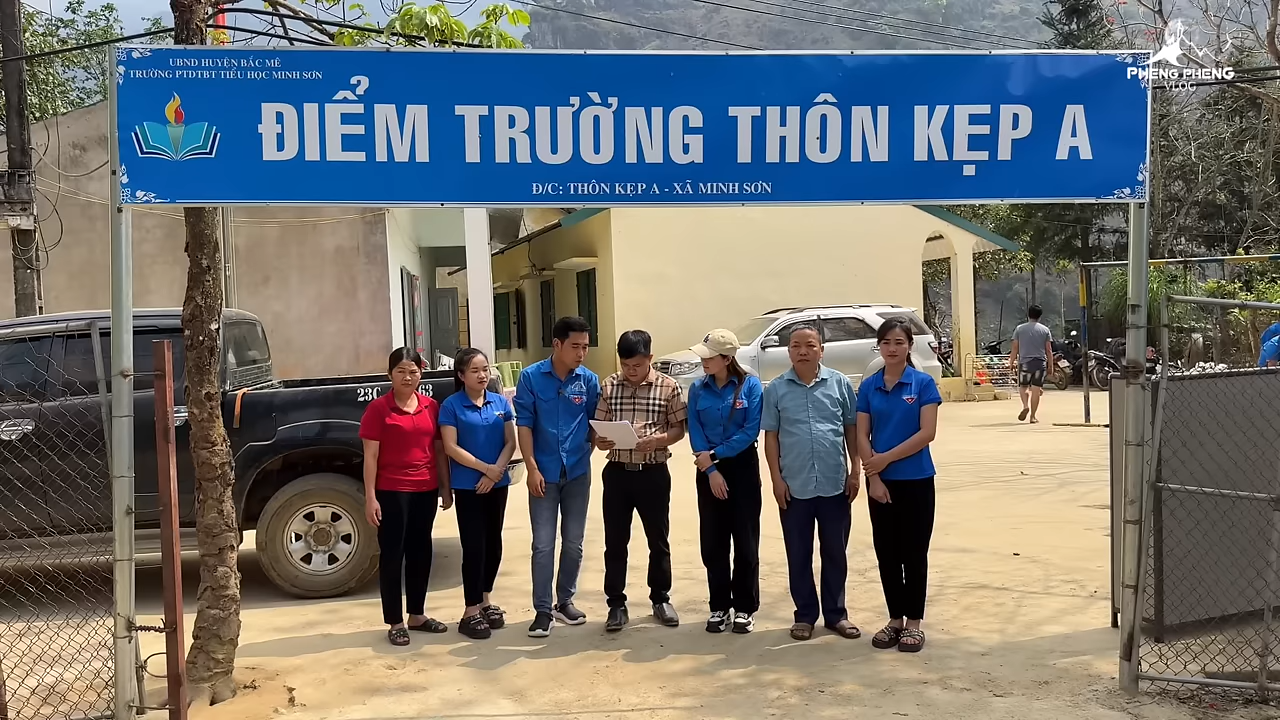 UBND HUYỆN BẮC MÊ
TRƯỜNG PTDTBT TIỂU HỌC MINH SƠN
ĐIỂM TRƯỜNG THÔN KẸP A
Đ/C: THÔN KẸP A - XÃ MINH SƠN
PHENG PHENG
VLOG